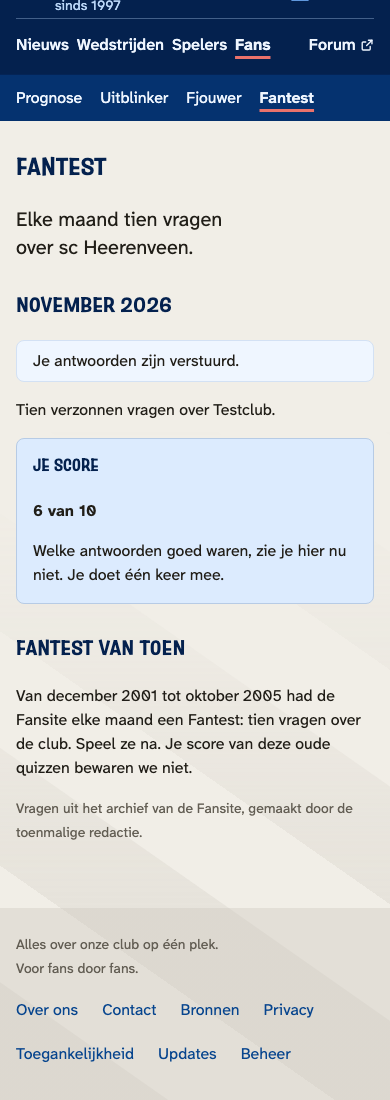 sinds 1997
Nieuws Wedstrijden Spelers Fans Forum
Prognose Uitblinker Fjouwer Fantest
FANTEST
Elke maand tien vragen
over sc Heerenveen.
NOVEMBER 2026
Je antwoorden zijn verstuurd.
Tien verzonnen vragen over Testclub.
JE SCORE
6 van 10
Welke antwoorden goed waren, zie je hier nu
niet. Je doet één keer mee.
FANTEST VAN TOEN
Van december 2001 tot oktober 2005 had de
Fansite elke maand een Fantest: tien vragen over
de club. Speel ze na. Je score van deze oude
quizzen bewaren we niet.
Vragen uit het archief van de Fansite, gemaakt door de
toenmalige redactie.
Alles over onze club op één plek.
Voor fans door fans.
Over ons Contact Bronnen Privacy
Toegankelijkheid Updates Beheer